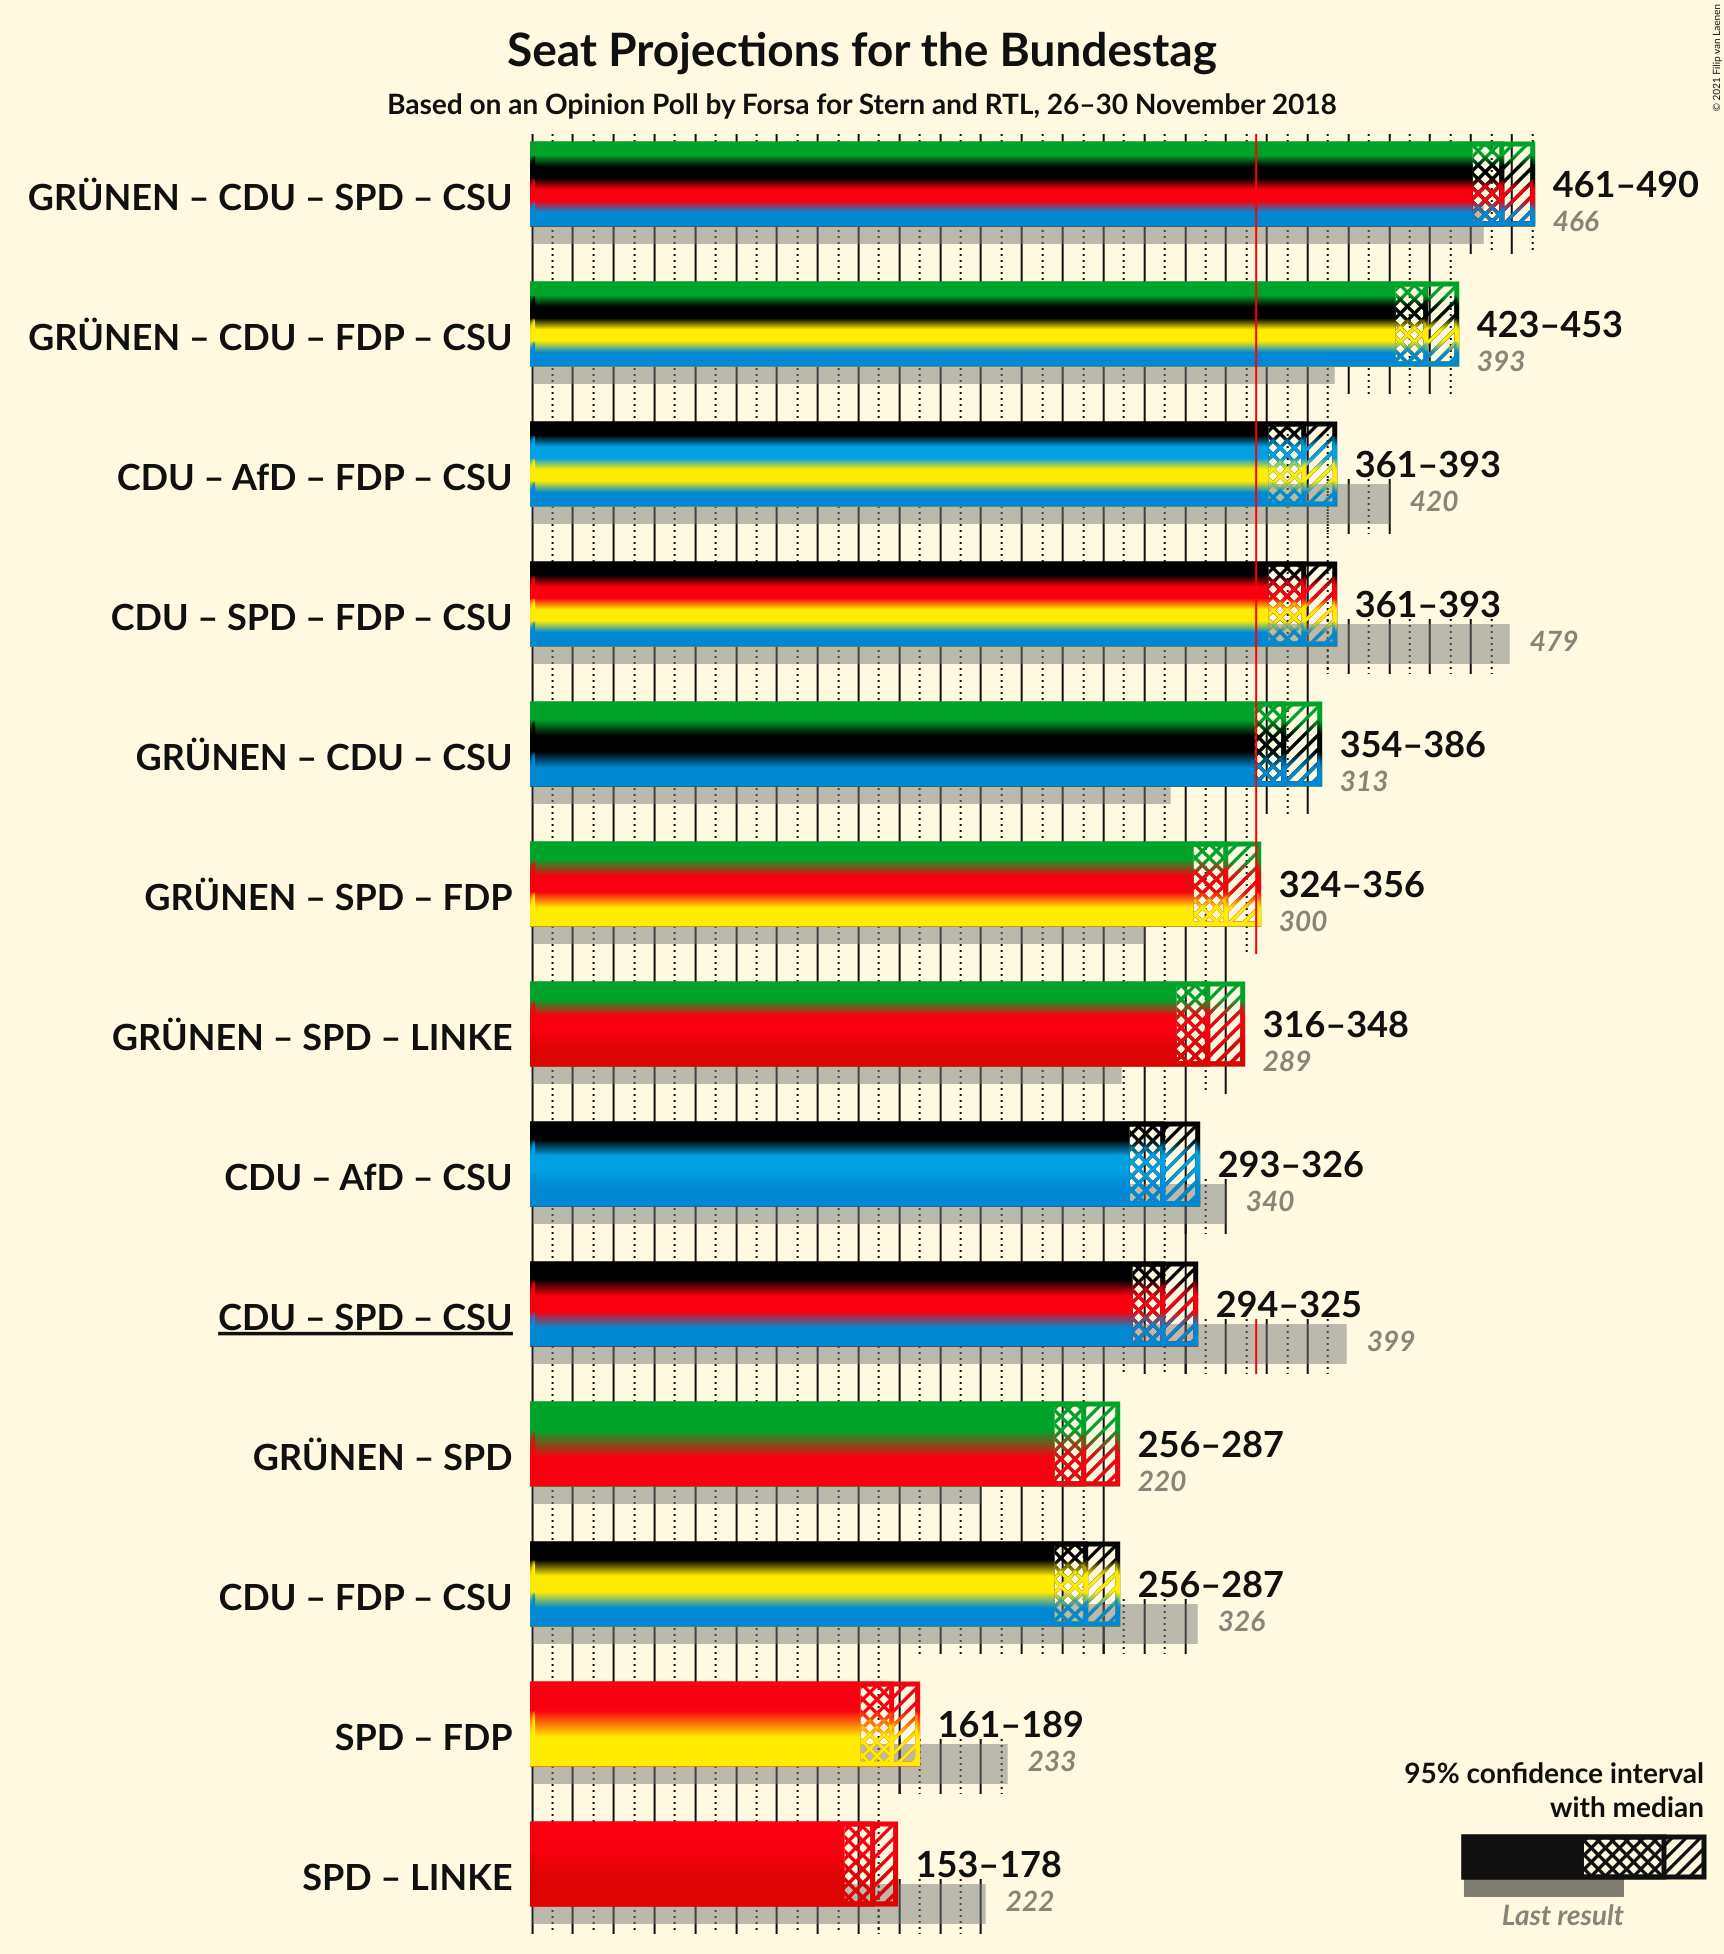 Seat Projections for the Bundestag
Based on an Opinion Poll by Forsa for Stern and RTL, 26–30 November 2018
© 2021 Filip van Laenen
GRÜNEN – CDU – SPD – CSU
461–490
466
GRÜNEN – CDU – FDP – CSU
423–453
393
CDU – AfD – FDP – CSU
361–393
420
CDU – SPD – FDP – CSU
361–393
479
GRÜNEN – CDU – CSU
354–386
313
GRÜNEN – SPD – FDP
324–356
300
GRÜNEN – SPD – LINKE
316–348
289
CDU – AfD – CSU
293–326
340
CDU – SPD – CSU
294–325
399
GRÜNEN – SPD
256–287
220
CDU – FDP – CSU
256–287
326
SPD – FDP
161–189
233
SPD – LINKE
153–178
222
95% confidence interval
with median
Last result